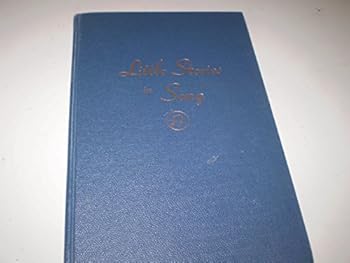 Little Stories
in Song